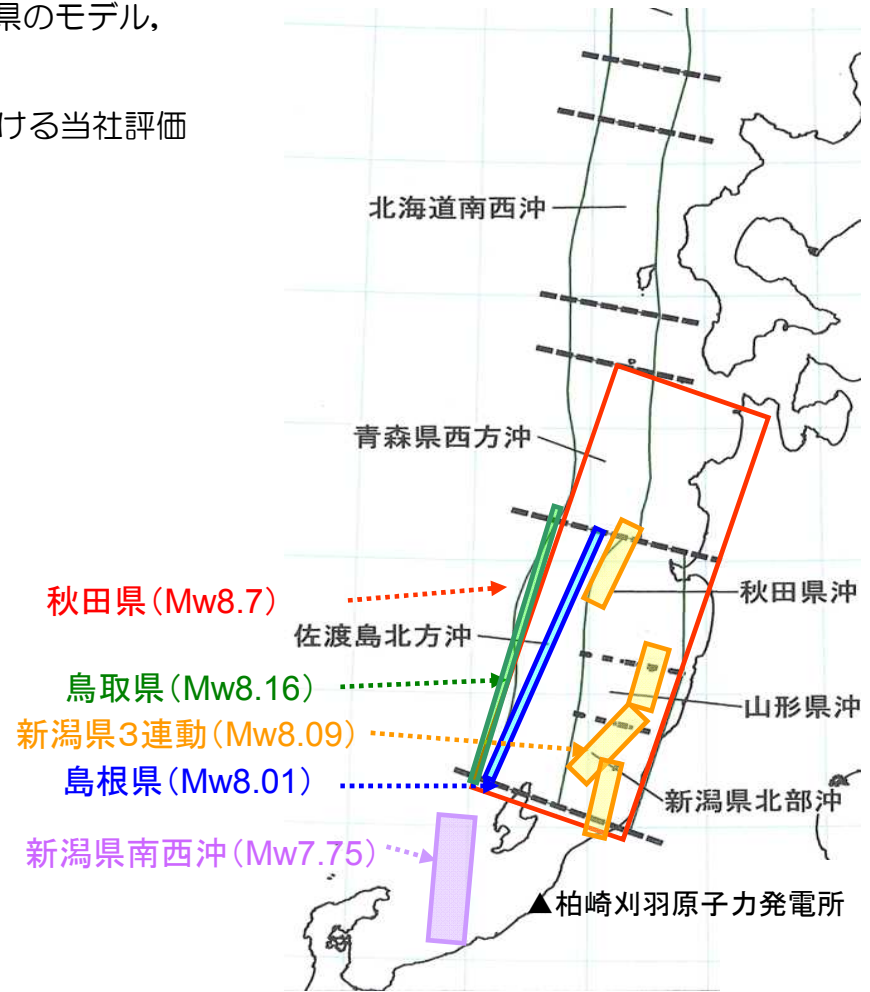 県のモデル,
ける当社評価
北海道南西沖
青森県西方沖
秋田県(Mw8.7)
秋田県沖
佐渡島北方沖
鳥取県(Mw8.16)
山形県沖
新潟県3連動(Mw8.09)
島根県(Mw8.01)
新潟県北部沖
新潟県南西沖(Mw7.75)
▲柏崎刈羽原子力発電所